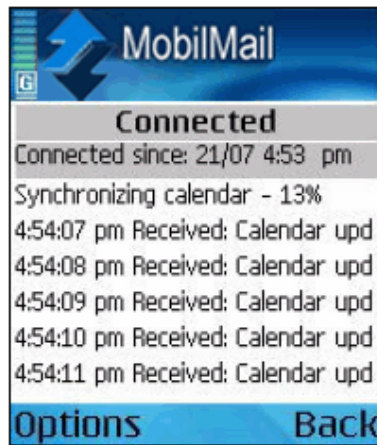 MobilMail
G
Connected
Connected since: 21/07 4:53 pm
Synchronizing calendar - 13%
4:54:07 pm Received: Calendar upd
4:54:08 pm Received: Calendar upd
4:54:09 pm Received: Calendar upd
4:54:10 pm Received: Calendar upd
4:54:11 pm Received: Calendar upd
Options Back